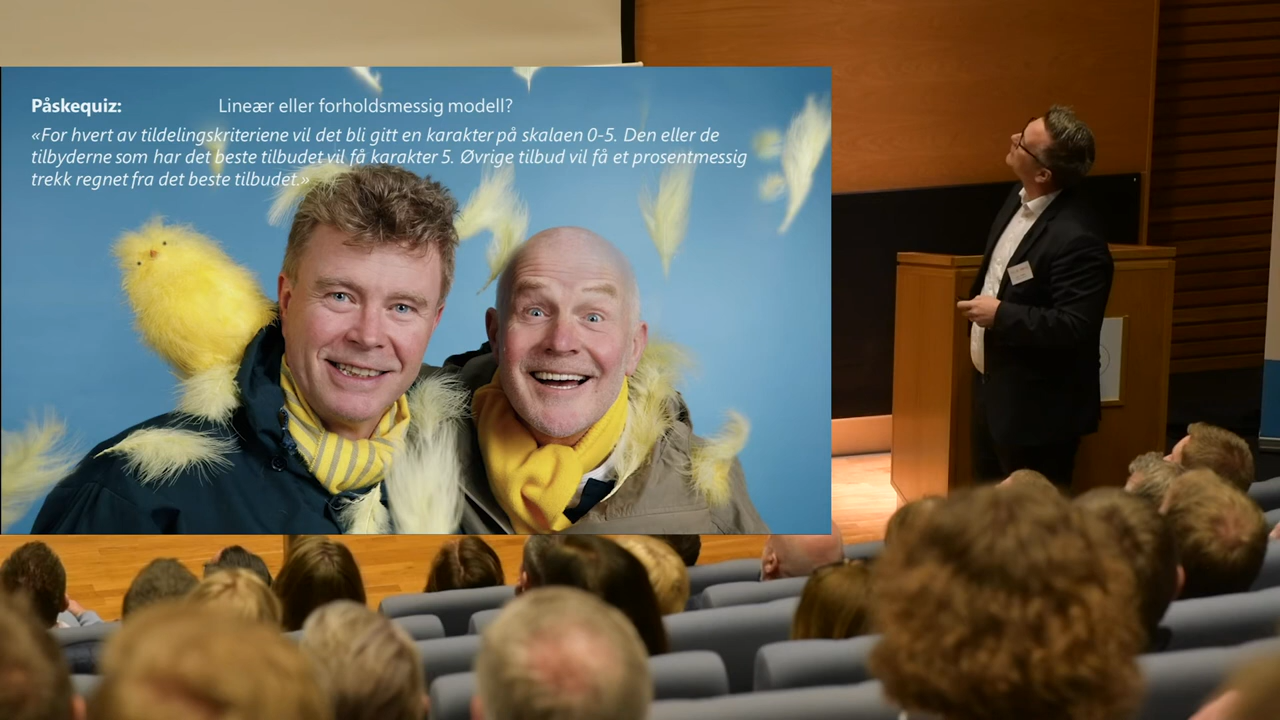 Påskequiz: Lineær eller forholdsmessig modell?
«For hvert av tildelingskriteriene vil det bli gitt en karakter på skalaen 0-5. Den eller de
tilbyderne som har det beste tilbudet vil få karakter 5. Øvrige tilbud vil få et prosentmessig
trekk regnet fra det beste tilbudet.»